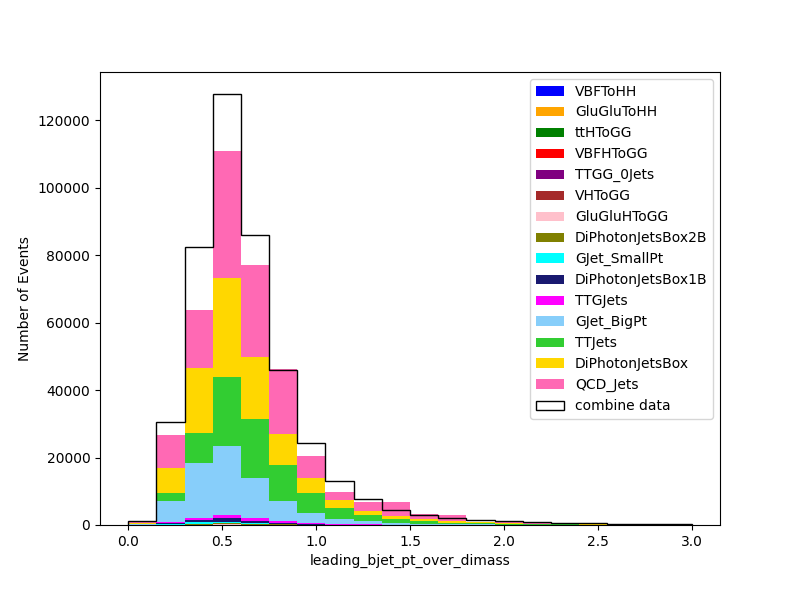 Number of Events
120000
100000
80000
60000
40000
20000
0
0.0 0.5 1.0 1.5 2.0 2.5 3.0
leading_bjet_pt_over_dimass
VBFToHH
GluGluToHH
ttHToGG
VBFHToGG
TTGG_0Jets
VHToGG
GluGluHToGG
DiPhotonJetsBox2B
GJet_SmallPt
DiPhotonJetsBox1B
TTGJets
GJet_BigPt
TTJets
DiPhotonJetsBox
QCD_Jets
combine data